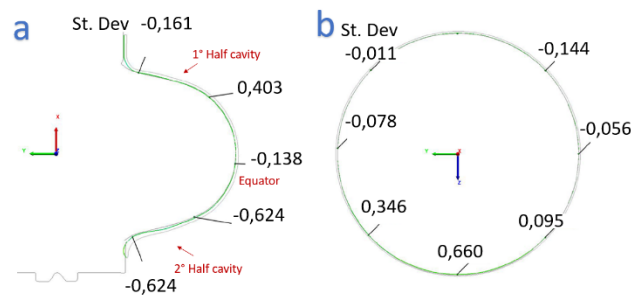 a
St. Dev -0,161
1° Half cavity
0,403
-0,138
Equator
-0,624
2° Half cavity
-0,624
X
Y
Z
b
St. Dev
-0,011
-0,144
-0,078
-0,056
0,346
0,095
0,660
Y
X
Z